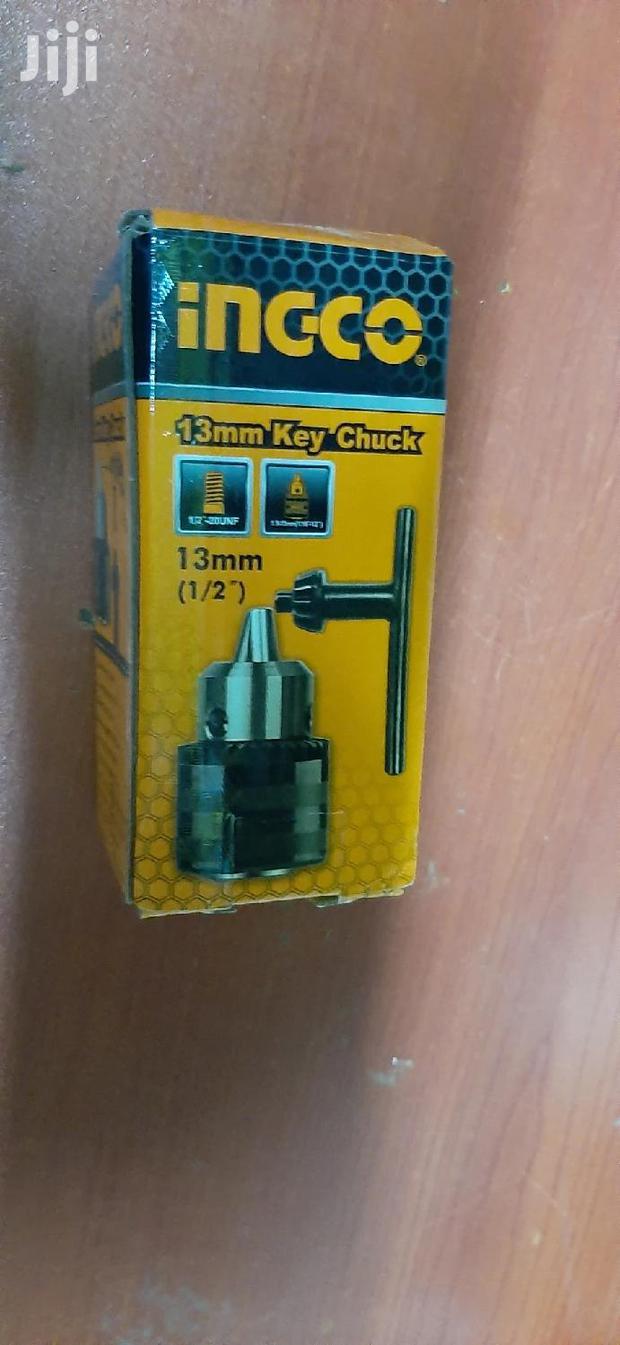 Jiji
INGCO®
13mm Key Chuck
1/2"-20UNF
13mm
(1/2")